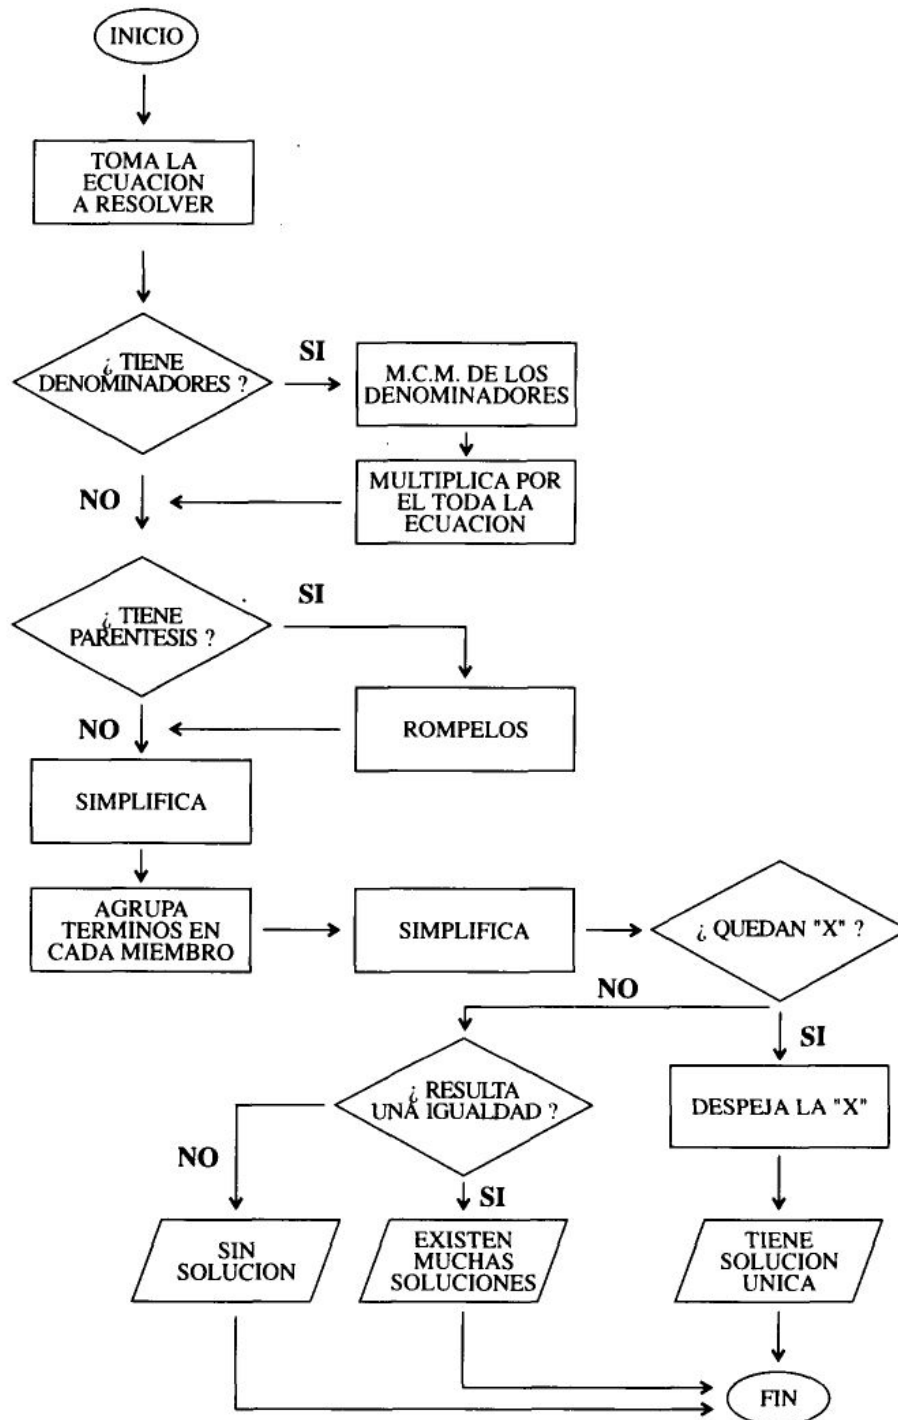 INICIO
TOMA LA
ECUACION
A RESOLVER
¿ TIENE
DENOMINADORES ?
SI
M.C.M. DE LOS
DENOMINADORES
MULTIPLICA POR
EL TODA LA
ECUACION
NO
¿ TIENE
PARENTESIS ?
SI
ROMPELOS
NO
SIMPLIFICA
AGRUPA
TERMINOS EN
CADA MIEMBRO
SIMPLIFICA
¿ QUEDAN "X" ?
NO
SI
¿ RESULTA
UNA IGUALDAD ?
DESPEJA LA "X"
NO
SI
SIN
SOLUCION
EXISTEN
MUCHAS
SOLUCIONES
TIENE
SOLUCION
UNICA
FIN